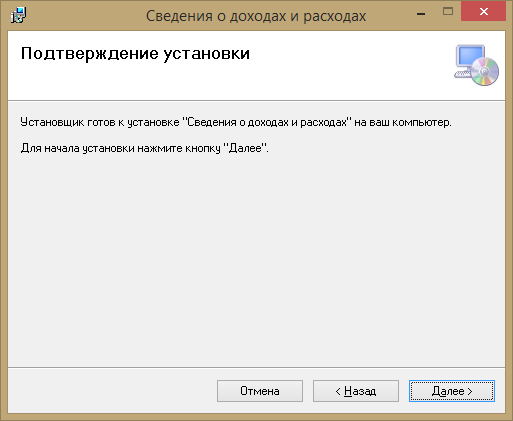 Сведения о доходах и расходах
Подтверждение установки
Установщик готов к установке "Сведения о доходах и расходах" на ваш компьютер.
Для начала установки нажмите кнопку "Далее".
Отмена
< Назад
Далее >